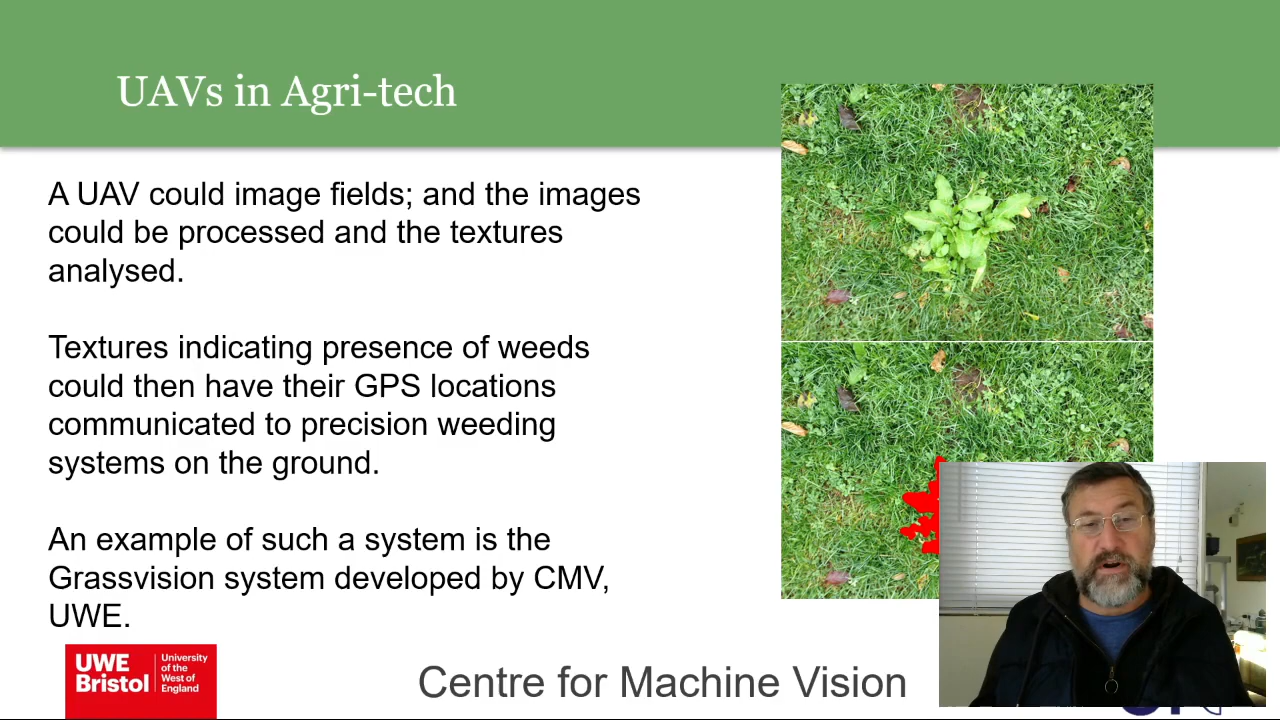 UAVs in Agri-tech
A UAV could image fields; and the images
could be processed and the textures
analysed.
Textures indicating presence of weeds
could then have their GPS locations
communicated to precision weeding
systems on the ground.
An example of such a system is the
Grassvision system developed by CMV,
UWE.
UWE
Bristol
University
of the
West of
England
Centre for Machine Vision